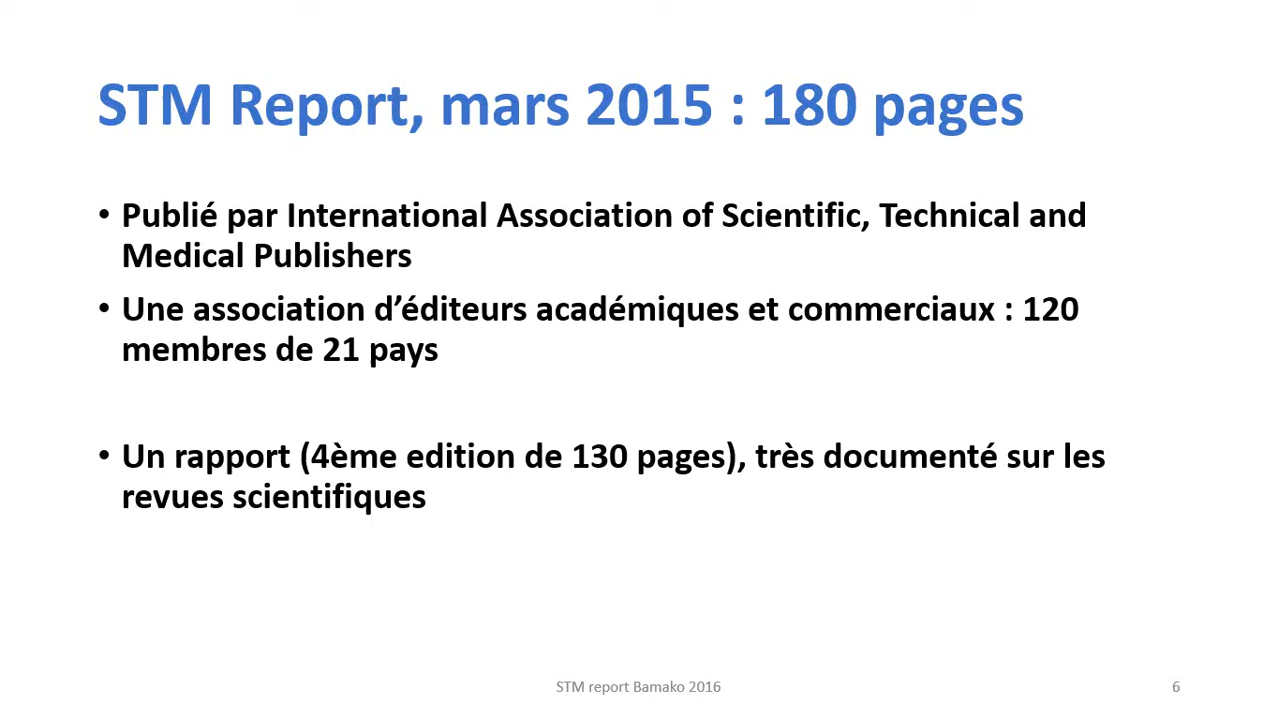 STM Report, mars 2015 : 180 pages
• Publié par International Association of Scientific, Technical and
Medical Publishers
• Une association d’éditeurs académiques et commerciaux : 120
membres de 21 pays
• Un rapport (4ème edition de 130 pages), très documenté sur les
revues scientifiques
STM report Bamako 2016
6